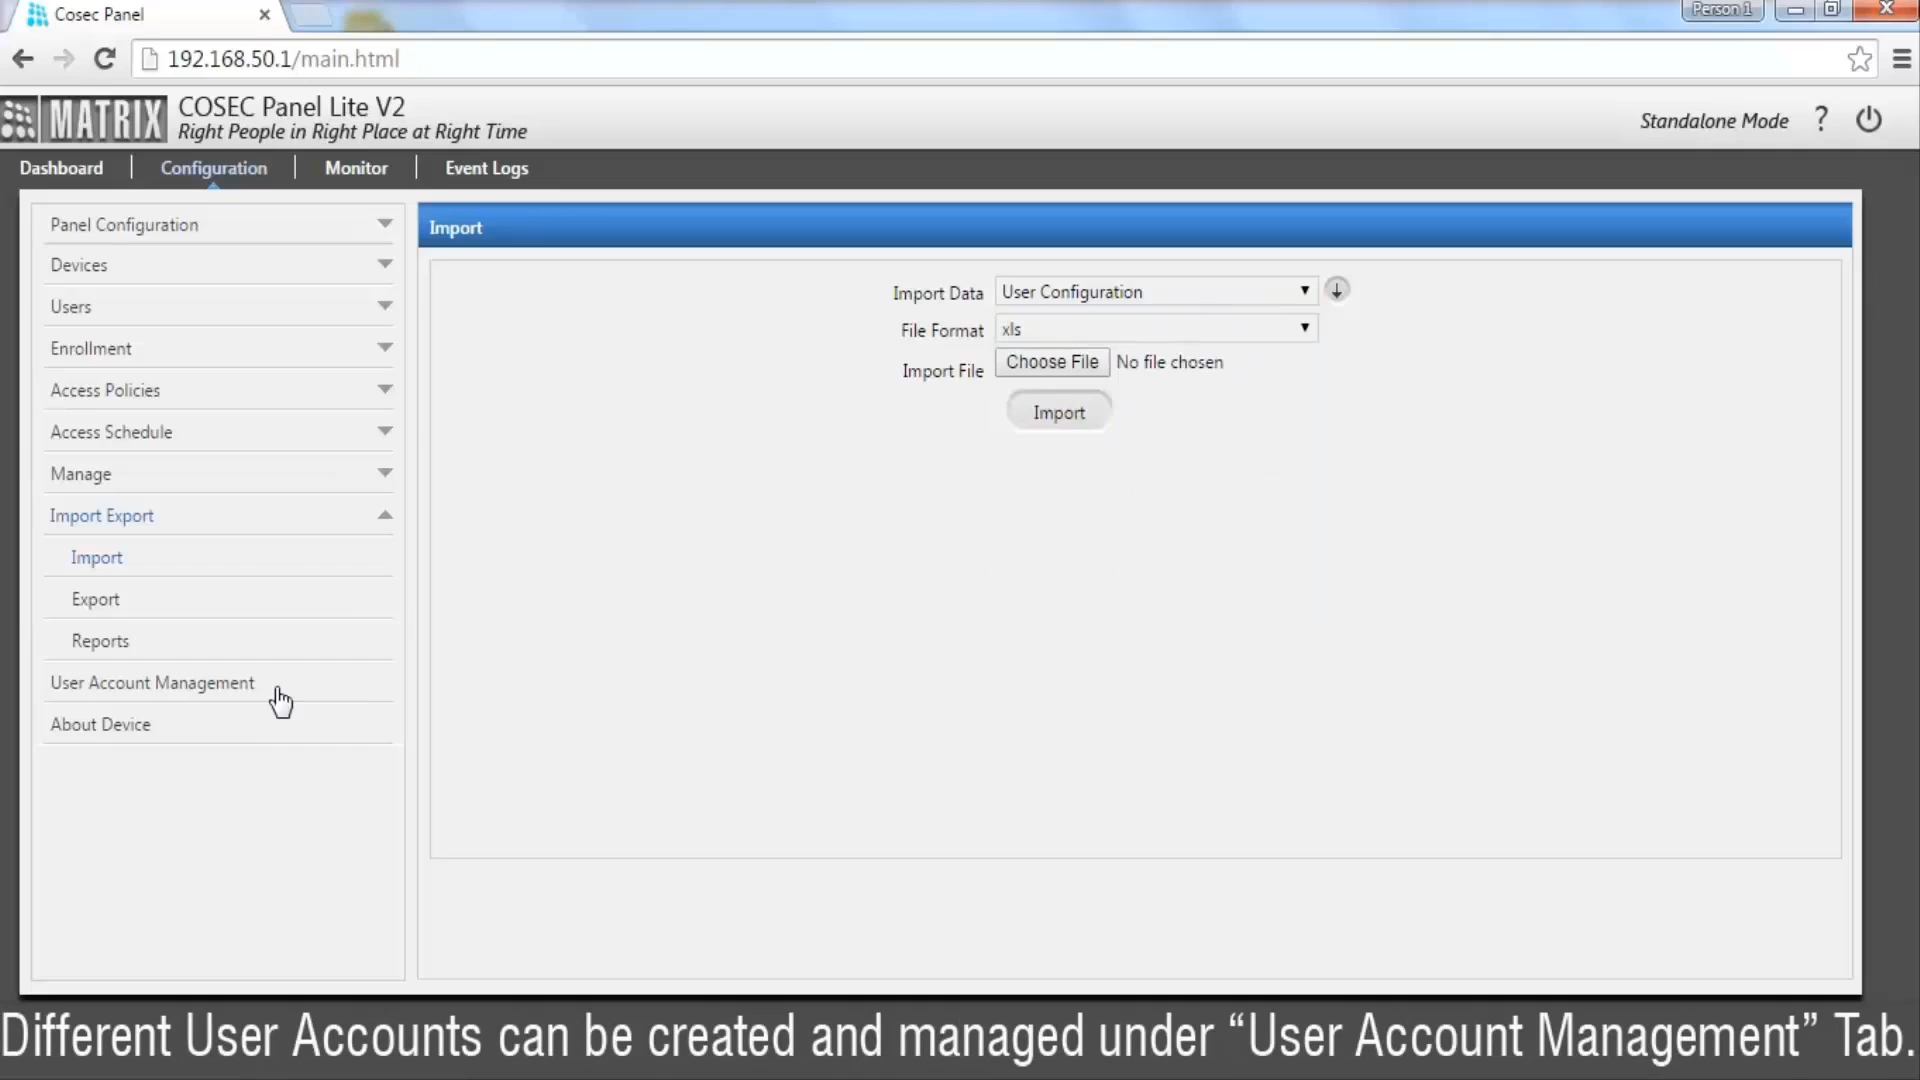 Cosec Panel
Person 1
192.168.50.1/main.html
MATRIX
COSEC Panel Lite V2
Right People in Right Place at Right Time
Standalone Mode
?
Dashboard
Configuration
Monitor
Event Logs
Panel Configuration
Devices
Users
Enrollment
Access Policies
Access Schedule
Manage
Import Export
Import
Export
Reports
User Account Management
About Device
Import
Import Data User Configuration
File Format xls
Import File Choose File No file chosen
Import
Different User Accounts can be created and managed under “User Account Management” Tab.